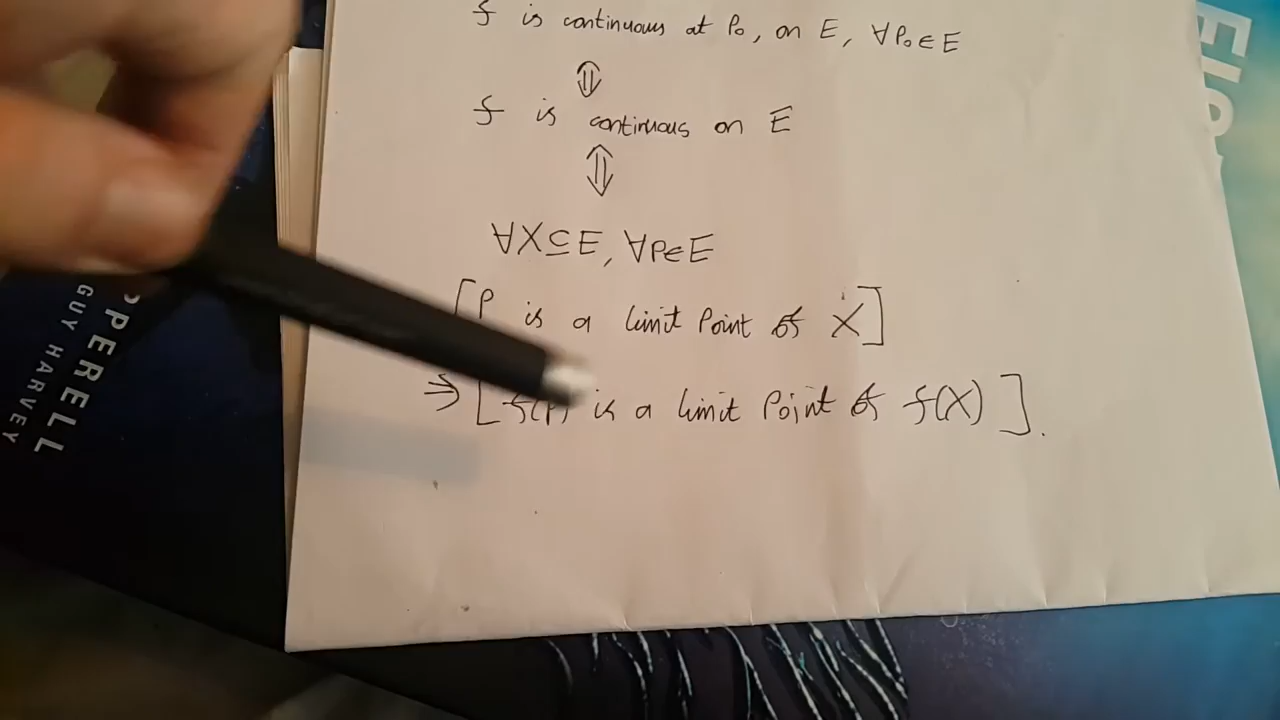 f is continuous at P₀, on E, ∀P₀∈E
⇕
f is continuous on E
⇕
∀X⊆E, ∀P∈E
[P is a limit Point of X]
⇒ [f(P) is a limit Point of f(X)].
OPPERELL
GUY HARVEY